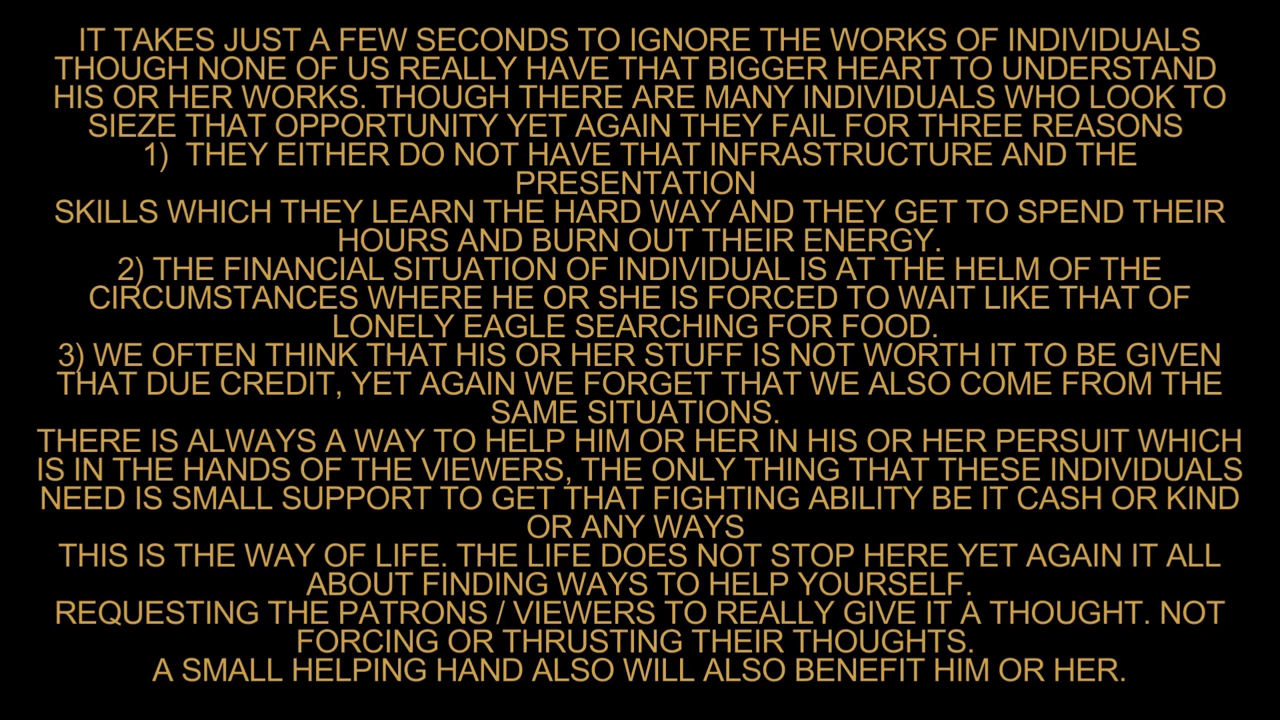 IT TAKES JUST A FEW SECONDS TO IGNORE THE WORKS OF INDIVIDUALS
THOUGH NONE OF US REALLY HAVE THAT BIGGER HEART TO UNDERSTAND
HIS OR HER WORKS. THOUGH THERE ARE MANY INDIVIDUALS WHO LOOK TO
SIEZE THAT OPPORTUNITY YET AGAIN THEY FAIL FOR THREE REASONS
1)  THEY EITHER DO NOT HAVE THAT INFRASTRUCTURE AND THE
PRESENTATION
SKILLS WHICH THEY LEARN THE HARD WAY AND THEY GET TO SPEND THEIR
HOURS AND BURN OUT THEIR ENERGY.
2) THE FINANCIAL SITUATION OF INDIVIDUAL IS AT THE HELM OF THE
CIRCUMSTANCES WHERE HE OR SHE IS FORCED TO WAIT LIKE THAT OF
LONELY EAGLE SEARCHING FOR FOOD.
3) WE OFTEN THINK THAT HIS OR HER STUFF IS NOT WORTH IT TO BE GIVEN
THAT DUE CREDIT, YET AGAIN WE FORGET THAT WE ALSO COME FROM THE
SAME SITUATIONS.
THERE IS ALWAYS A WAY TO HELP HIM OR HER IN HIS OR HER PERSUIT WHICH
IS IN THE HANDS OF THE VIEWERS, THE ONLY THING THAT THESE INDIVIDUALS
NEED IS SMALL SUPPORT TO GET THAT FIGHTING ABILITY BE IT CASH OR KIND
OR ANY WAYS
THIS IS THE WAY OF LIFE. THE LIFE DOES NOT STOP HERE YET AGAIN IT ALL
ABOUT FINDING WAYS TO HELP YOURSELF.
REQUESTING THE PATRONS / VIEWERS TO REALLY GIVE IT A THOUGHT. NOT
FORCING OR THRUSTING THEIR THOUGHTS.
A SMALL HELPING HAND ALSO WILL ALSO BENEFIT HIM OR HER.